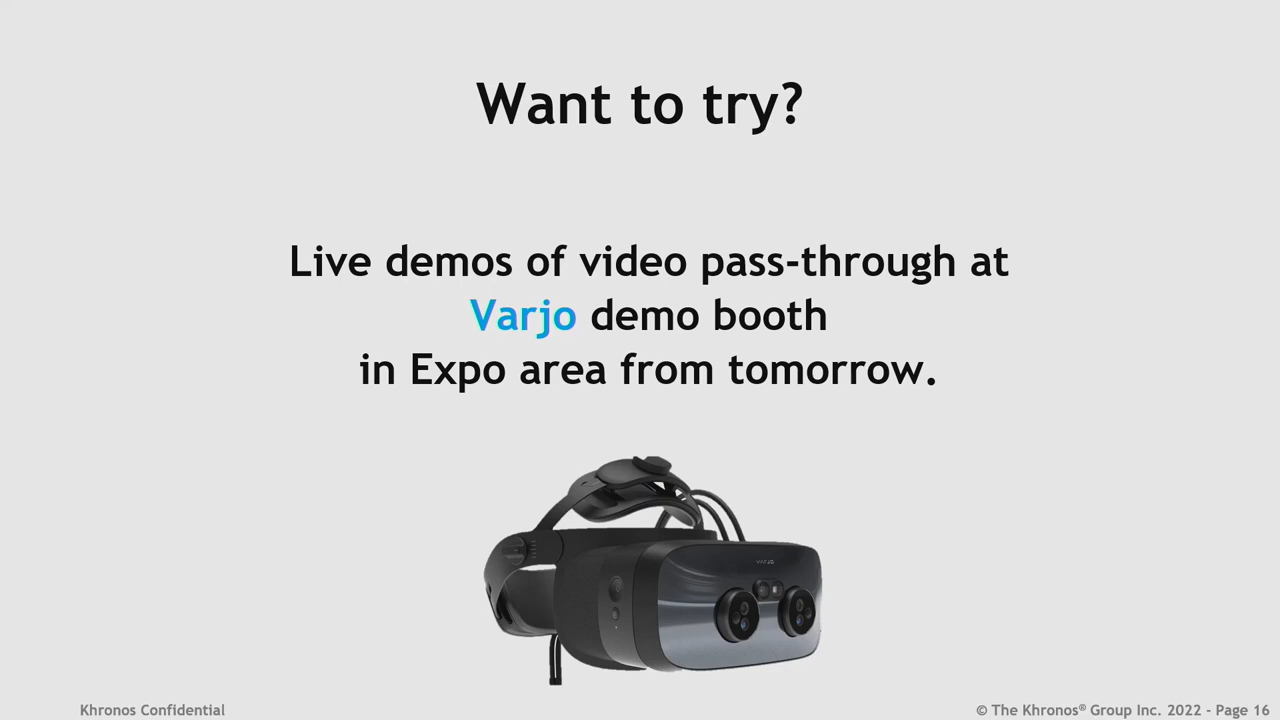 Want to try?
Live demos of video pass-through at
Varjo demo booth
in Expo area from tomorrow.
VARJO
Khronos Confidential
© The Khronos® Group Inc. 2022 - Page 16